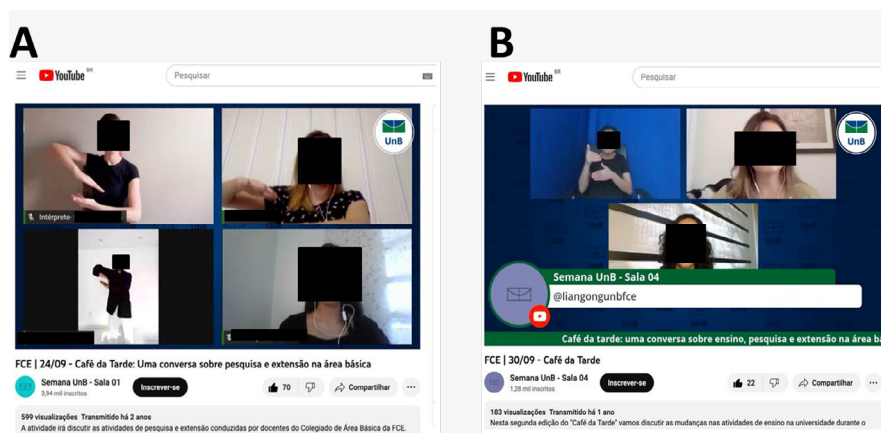 A
YouTube BR
Pesquisar
UnB
Intérprete-
FCE | 24/09 - Café da Tarde: Uma conversa sobre pesquisa e extensão na área básica
Semana UnB - Sala 01
3,94 mil inscritos
Inscrever-se
70
Compartilhar
599 visualizações Transmitido há 2 anos
A atividade irá discutir as atividades de pesquisa e extensão conduzidas por docentes do Colegiado de Área Básica da FCE.
B
YouTube BR
Pesquisar
UnB
Semana UnB - Sala 04
@liangongunbfce
Café da tarde: uma conversa sobre ensino, pesquisa e extensão na área bá
FCE | 30/09 - Café da Tarde
Semana UnB - Sala 04
1,28 mil inscritos
Inscrever-se
22
Compartilhar
183 visualizações Transmitido há 1 ano
Nesta segunda edição do "Café da Tarde" vamos discutir as mudanças nas atividades de ensino na universidade durante o